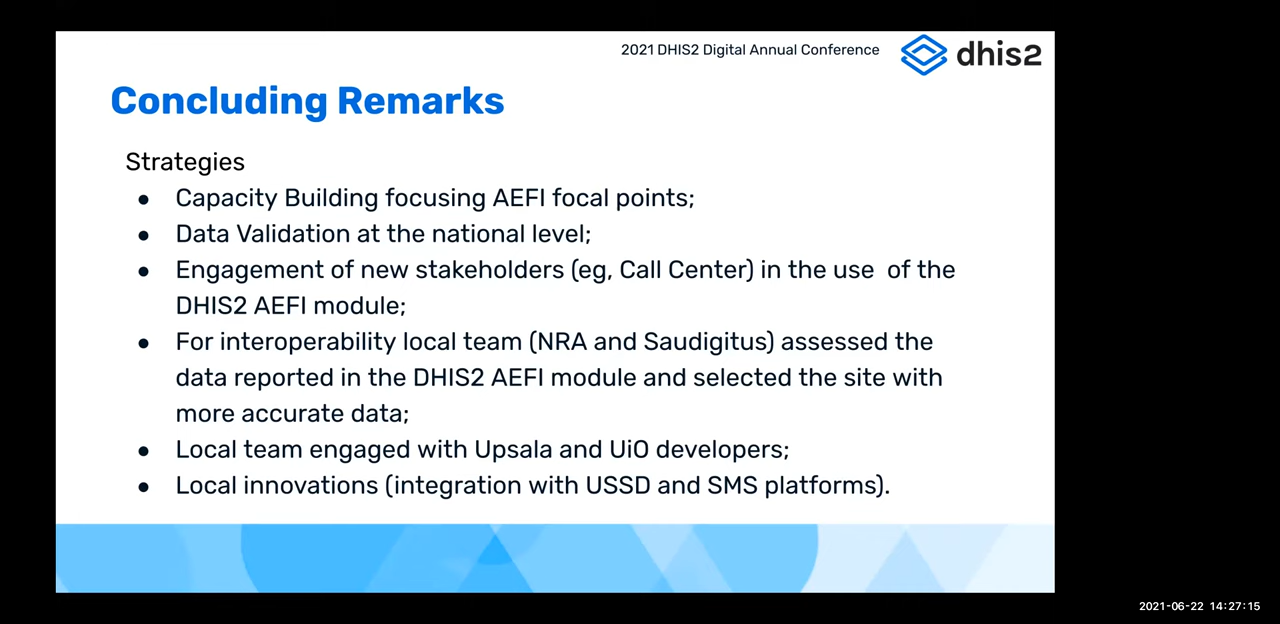 2021 DHIS2 Digital Annual Conference
dhis2
Concluding Remarks
Strategies
● Capacity Building focusing AEFI focal points;
● Data Validation at the national level;
● Engagement of new stakeholders (eg, Call Center) in the use of the
DHIS2 AEFI module;
● For interoperability local team (NRA and Saudigitus) assessed the
data reported in the DHIS2 AEFI module and selected the site with
more accurate data;
● Local team engaged with Upsala and UiO developers;
● Local innovations (integration with USSD and SMS platforms).
2021-06-22 14:27:15